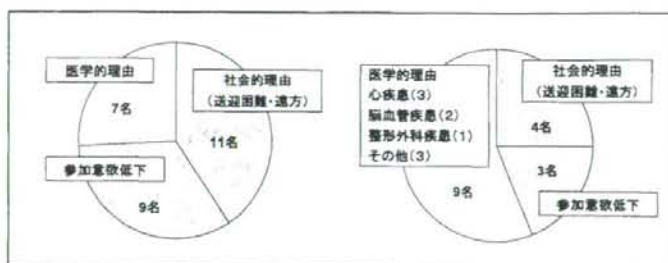 医学的理由
7名
社会的理由
(送迎困難・遠方)
11名
参加意欲低下
9名
医学的理由
心疾患(3)
脳血管疾患(2)
整形外科疾患(1)
その他(3)
9名
社会的理由
(送迎困難・遠方)
4名
3名
参加意欲低下